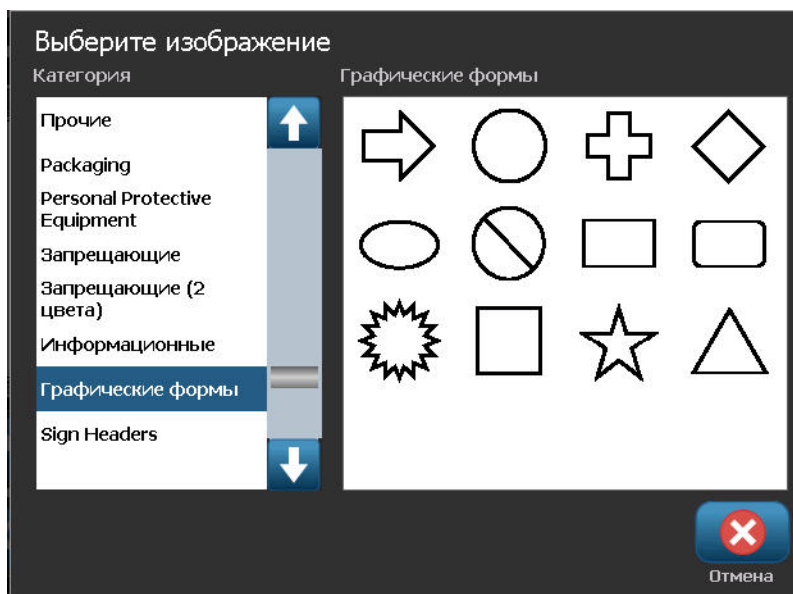 Выберите изображение
Категория
Графические формы
Прочие
Packaging
Personal Protective
Equipment
Запрещающие
Запрещающие (2
цвета)
Информационные
Графические формы
Sign Headers
Отмена